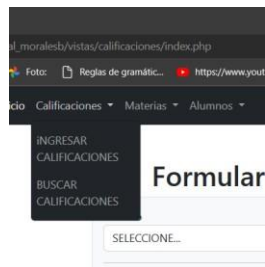 al_moralesb/vistas/calificaciones/index.php
Foto: Reglas de gramátic... https://www.yout
icio Calificaciones Materias Alumnos
iNGRESAR
CALIFICACIONES
BUSCAR
CALIFICACIONES
Formular
SELECCIONE...